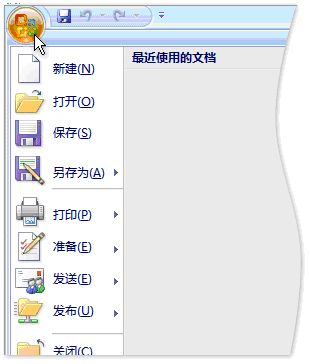 最近使用的文档
新建(N)
打开(O)
保存(S)
另存为(A)
打印(P)
准备(E)
发送(E)
发布(U)
关闭(C)